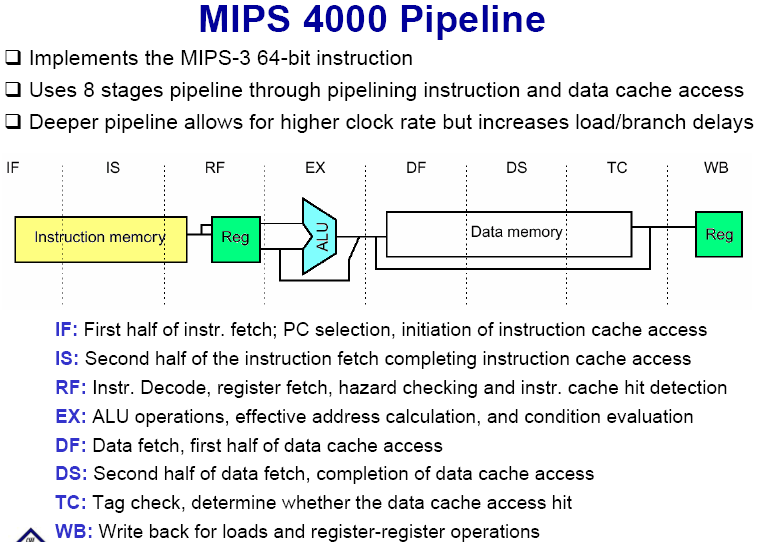 MIPS 4000 Pipeline
Implements the MIPS-3 64-bit instruction
Uses 8 stages pipeline through pipelining instruction and data cache access
Deeper pipeline allows for higher clock rate but increases load/branch delays
IF IS RF EX DF DS TC WB
Instruction memory Reg ALU Data memory Reg
IF: First half of instr. fetch; PC selection, initiation of instruction cache access
IS: Second half of the instruction fetch completing instruction cache access
RF: Instr. Decode, register fetch, hazard checking and instr. cache hit detection
EX: ALU operations, effective address calculation, and condition evaluation
DF: Data fetch, first half of data cache access
DS: Second half of data fetch, completion of data cache access
TC: Tag check, determine whether the data cache access hit
WB: Write back for loads and register-register operations